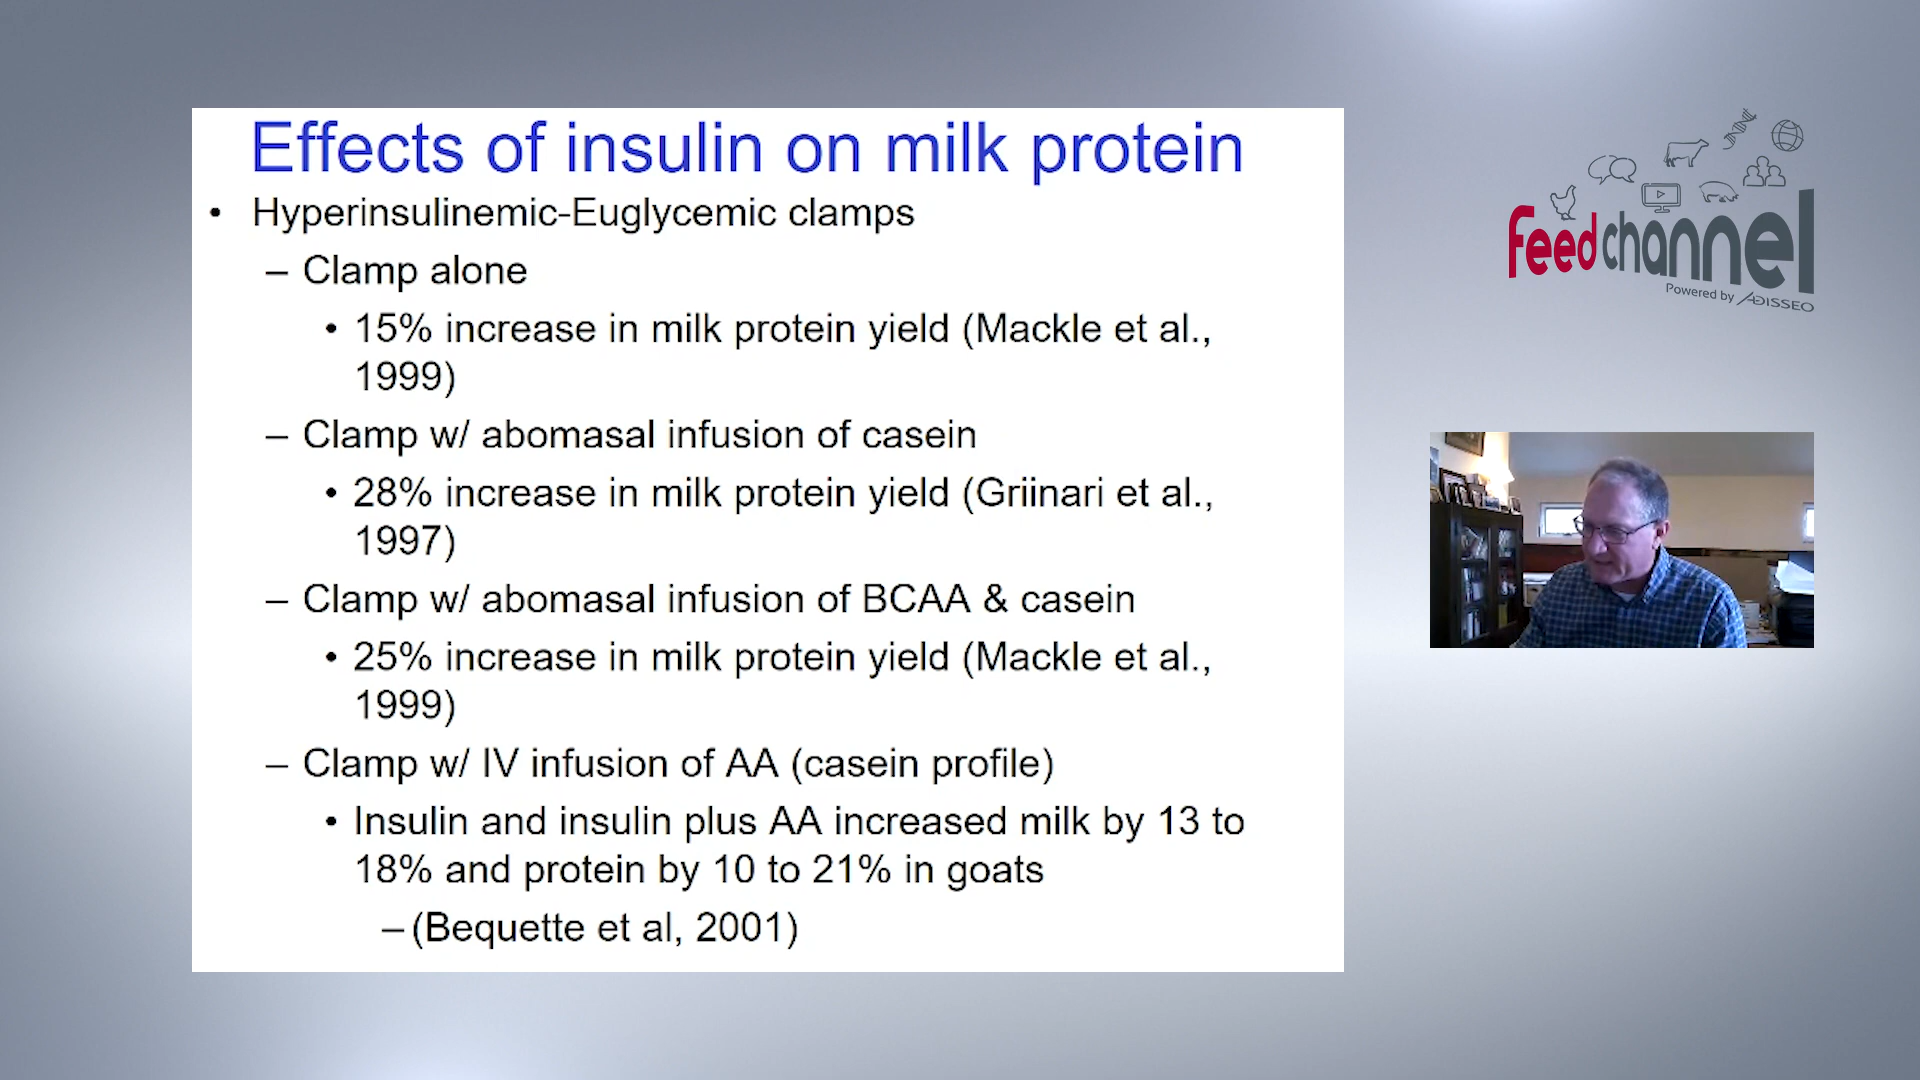 Effects of insulin on milk protein
• Hyperinsulinemic-Euglycemic clamps
– Clamp alone
• 15% increase in milk protein yield (Mackle et al.,
1999)
– Clamp w/ abomasal infusion of casein
• 28% increase in milk protein yield (Griinari et al.,
1997)
– Clamp w/ abomasal infusion of BCAA & casein
• 25% increase in milk protein yield (Mackle et al.,
1999)
– Clamp w/ IV infusion of AA (casein profile)
• Insulin and insulin plus AA increased milk by 13 to
18% and protein by 10 to 21% in goats
– (Bequette et al, 2001)
feedchannel
Powered by ADISSEO